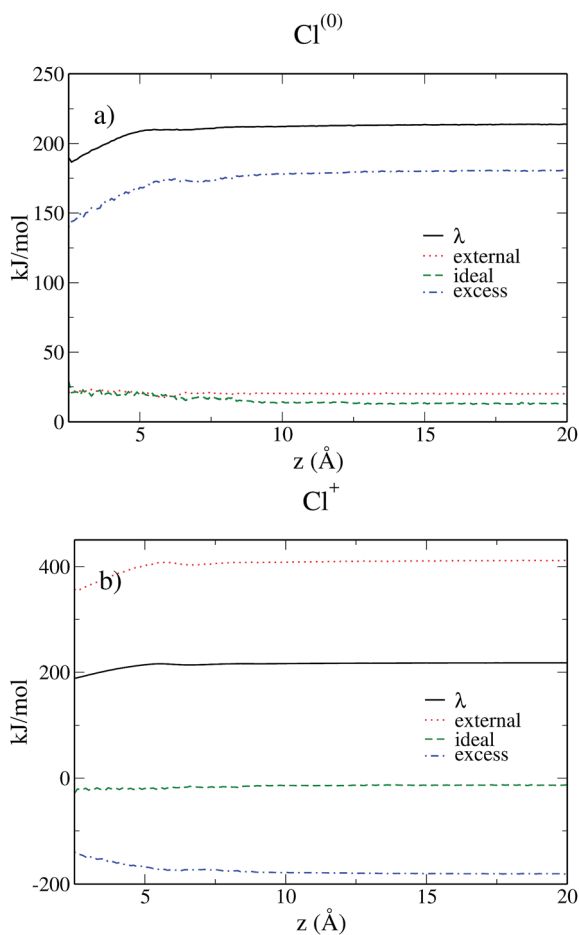 Cl(0)
250
200
150
100
50
0
kJ/mol
a)
λ
external
ideal
excess
5
10
15
20
z (Å)
Cl+
400
200
0
-200
kJ/mol
b)
λ
external
ideal
excess
5
10
15
20
z (Å)